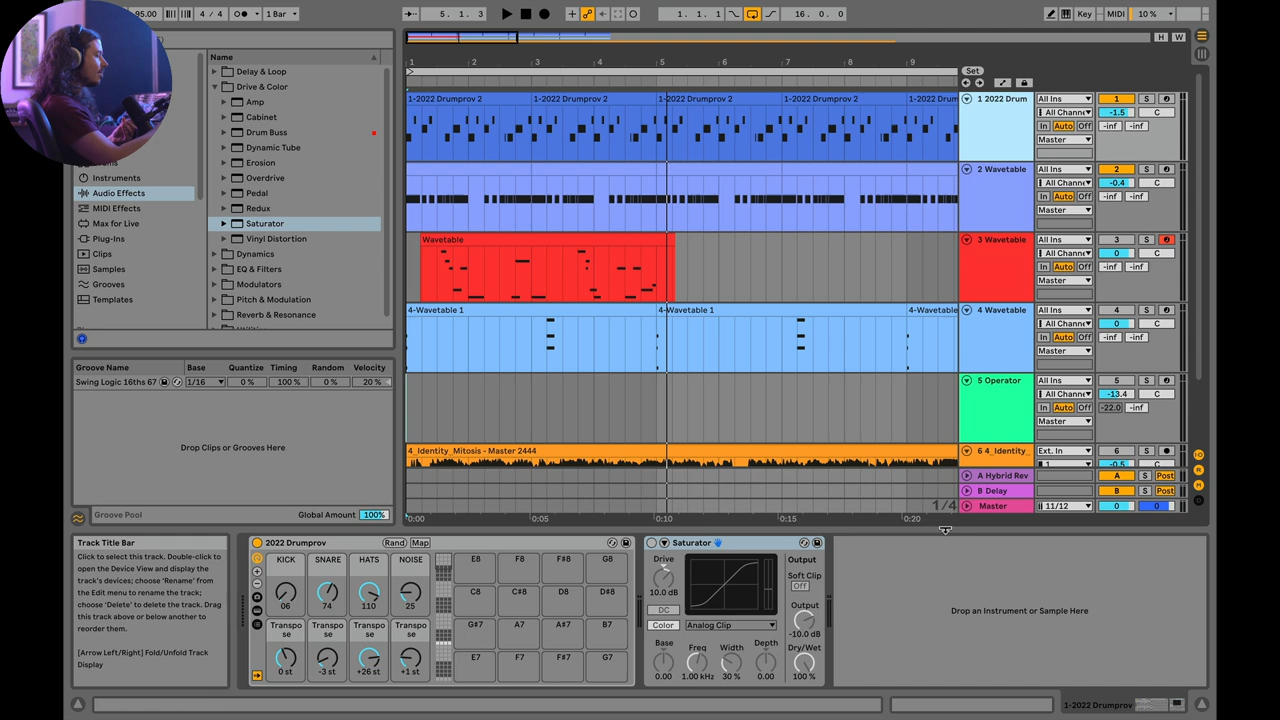 95.00 4 / 4 1 Bar 5. 1. 3 1. 1. 1 16. 0. 0 Key MIDI 10 %
H W
Name
Delay & Loop
Drive & Color
Amp
Cabinet
Drum Buss
Dynamic Tube
Erosion
Overdrive
Pedal
Redux
Saturator
Vinyl Distortion
Dynamics
EQ & Filters
Modulators
Pitch & Modulation
Reverb & Resonance
Instruments
Audio Effects
MIDI Effects
Max for Live
Plug-Ins
Clips
Samples
Grooves
Templates
1 2 3 4 5 6 7 8 9
Set
1-2022 Drumprov 2 1-2022 Drumprov 2 1-2022 Drumprov 2 1-2022 Drumprov 2 1-2022 Drum
1 2022 Drum All Ins 1 S
All Channe -1.5 C
In Auto Off -inf -inf
Master
2 Wavetable All Ins 2 S
All Channe -0.4 C
In Auto Off -inf -inf
Master
Wavetable
3 Wavetable All Ins 3 S
All Channe 0 C
In Auto Off -inf -inf
Master
4-Wavetable 1 4-Wavetable 1 4-Wavetable
4 Wavetable All Ins 4 S
All Channe 0 C
In Auto Off -inf -inf
Master
5 Operator All Ins 5 S
All Channe -13.4 C
In Auto Off -22.0 -inf
Master
4_Identity_Mitosis - Master 2444
6 4_Identity_ Ext. In 6 S
1 -0.5 C
A Hybrid Rev A S Post
B Delay B S Post
1/4 Master 11/12 0 0
0:00 0:05 0:10 0:15 0:20
Groove Name Base Quantize Timing Random Velocity
Swing Logic 16ths 67 1/16 0 % 100 % 0 % 20 %
Drop Clips or Grooves Here
Groove Pool Global Amount 100%
Track Title Bar
Click to select this track. Double-click
to open the Device View and display the
track's devices; choose 'Rename' from
the Edit menu to rename the track;
choose 'Delete' to delete the track. Drag
this track above or below another to
reorder them.
[Arrow Left/Right] Fold/Unfold Track
Display
2022 Drumprov Rand Map
KICK SNARE HATS NOISE
06 74 110 25
Transpo
se
Transpo
se
Transpo
se
Transpo
se
0 st -3 st +26 st +1 st
E8 F8 F#8 G8
C8 C#8 D8 D#8
G#7 A7 A#7 B7
E7 F7 F#7 G7
Saturator
Drive
10.0 dB
DC
Color Analog Clip
Base Freq Width Depth
0.00 1.00 kHz 30 % 0.00
Output
Soft Clip
Off
Output
-10.0 dB
Dry/Wet
100 %
Drop an Instrument or Sample Here
1-2022 Drumprov